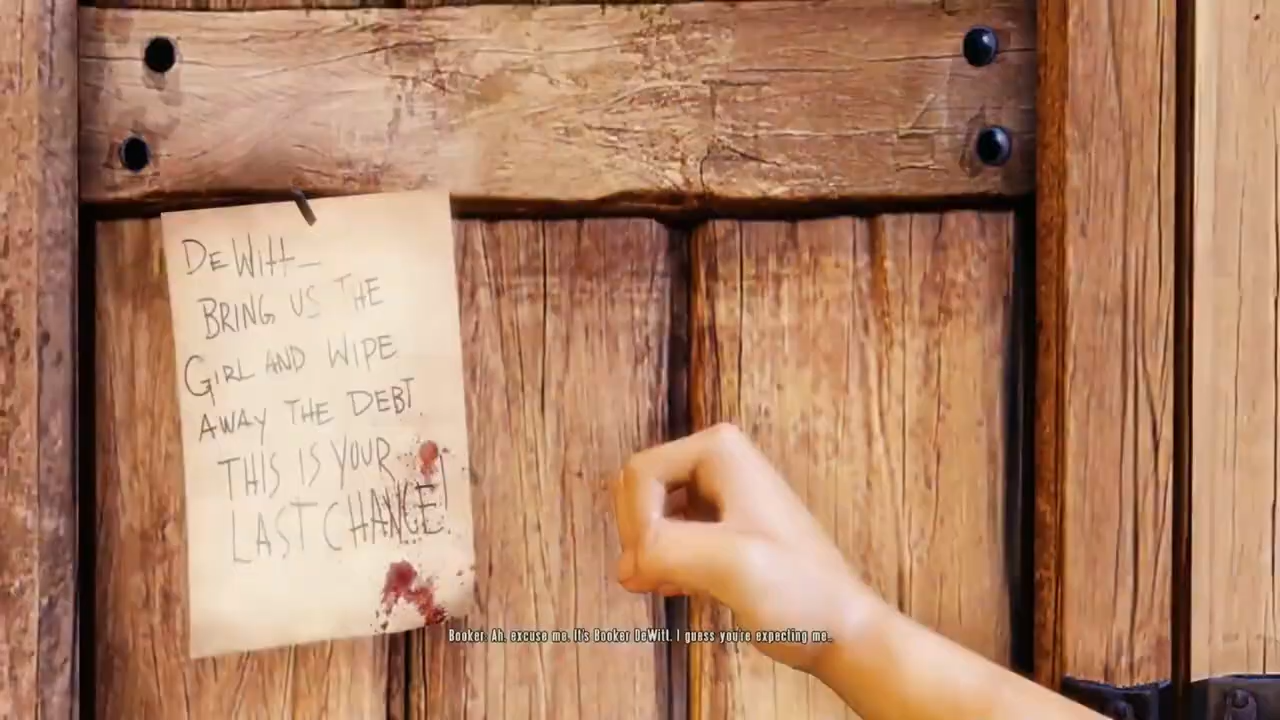 DEWITT—
BRING US THE
GIRL AND WIPE
AWAY THE DEBT.
THIS IS YOUR
LAST CHANCE!
Booker: Ah, excuse me. It's Booker DeWitt. I guess you're expecting me..